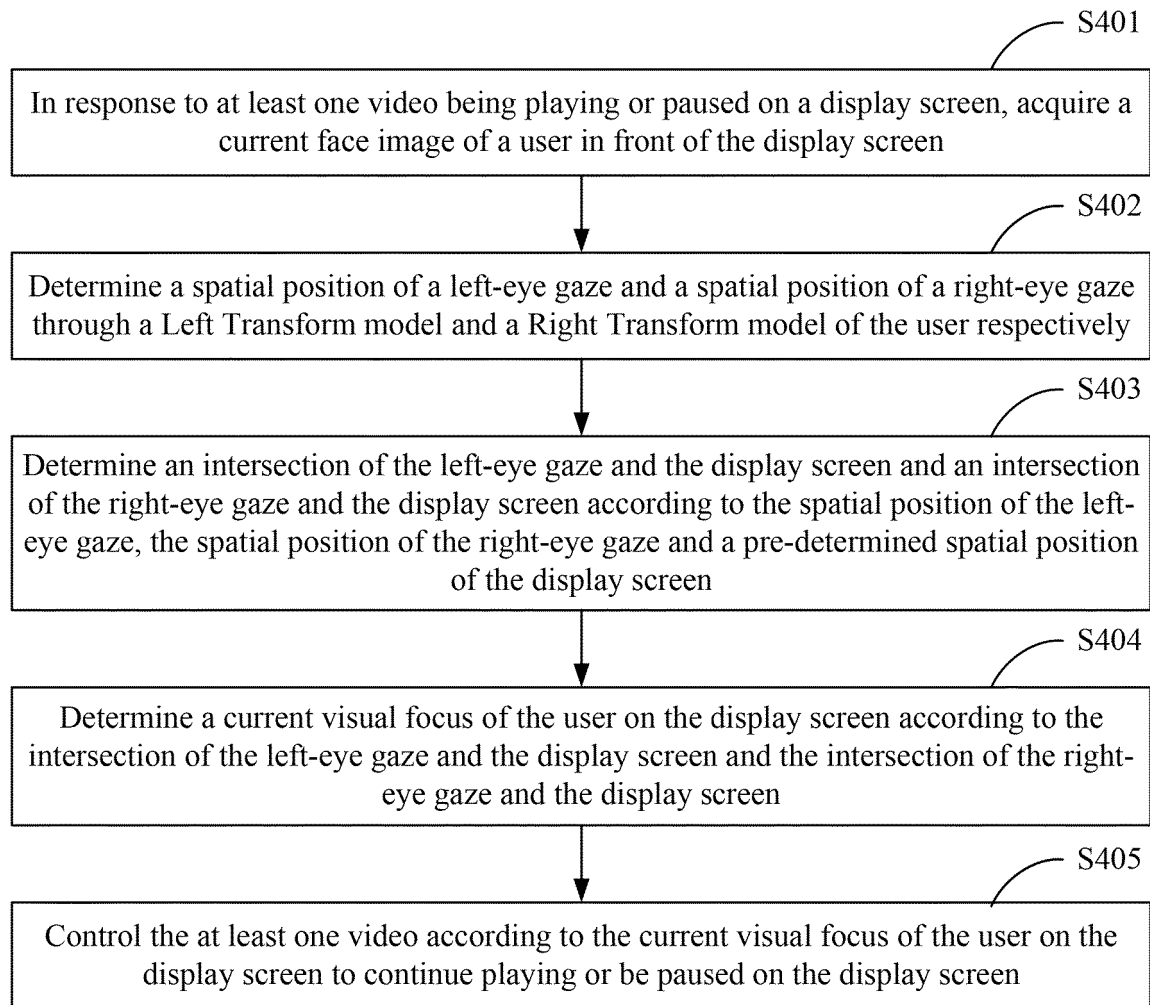 S401
In response to at least one video being playing or paused on a display screen, acquire a
current face image of a user in front of the display screen
S402
Determine a spatial position of a left-eye gaze and a spatial position of a right-eye gaze
through a Left Transform model and a Right Transform model of the user respectively
S403
Determine an intersection of the left-eye gaze and the display screen and an intersection
of the right-eye gaze and the display screen according to the spatial position of the left-
eye gaze, the spatial position of the right-eye gaze and a pre-determined spatial position
of the display screen
S404
Determine a current visual focus of the user on the display screen according to the
intersection of the left-eye gaze and the display screen and the intersection of the right-
eye gaze and the display screen
S405
Control the at least one video according to the current visual focus of the user on the
display screen to continue playing or be paused on the display screen